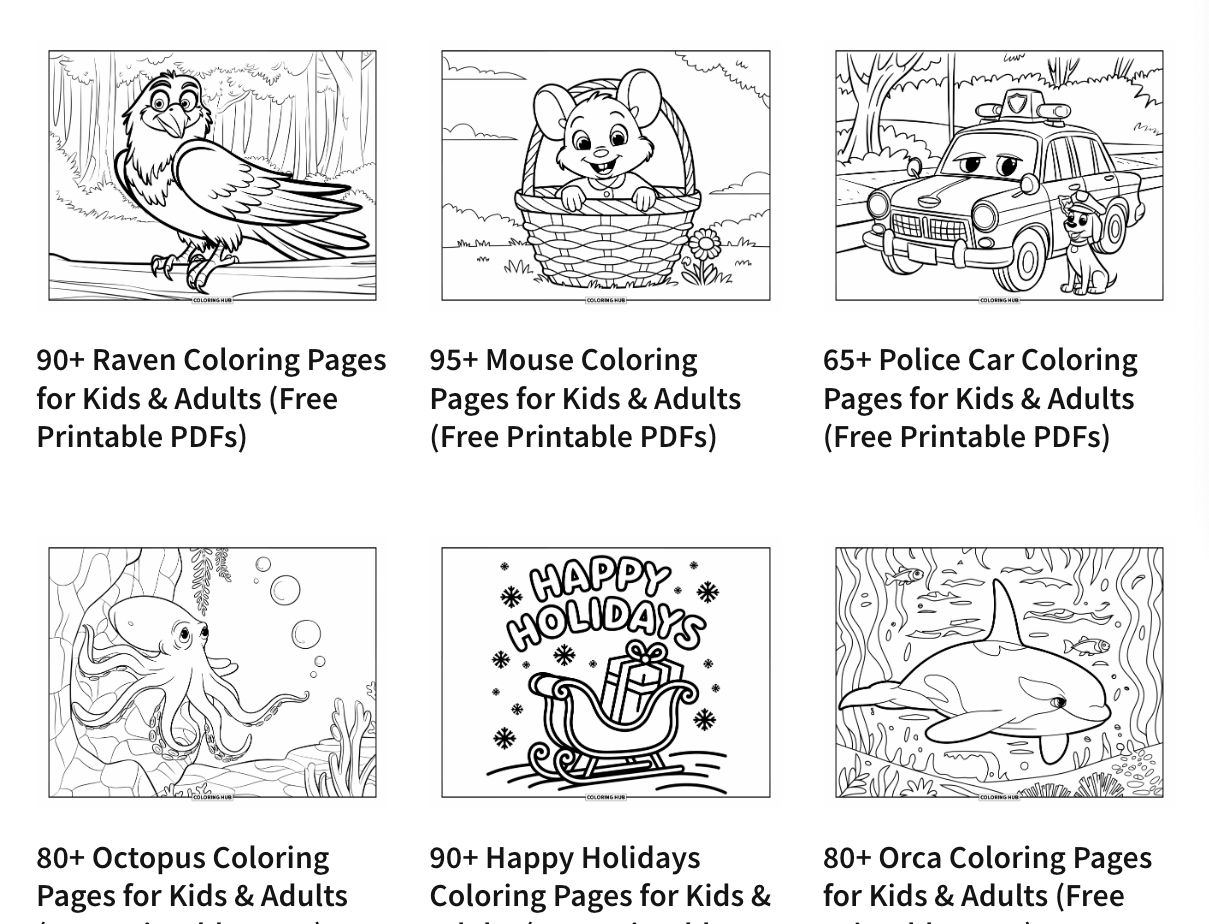 COLORING HUB
COLORING HUB
COLORING HUB
90+ Raven Coloring Pages
for Kids & Adults (Free
Printable PDFs)
95+ Mouse Coloring
Pages for Kids & Adults
(Free Printable PDFs)
65+ Police Car Coloring
Pages for Kids & Adults
(Free Printable PDFs)
COLORING HUB
HAPPY
HOLIDAYS
COLORING HUB
COLORING HUB
80+ Octopus Coloring
Pages for Kids & Adults
90+ Happy Holidays
Coloring Pages for Kids &
80+ Orca Coloring Pages
for Kids & Adults (Free